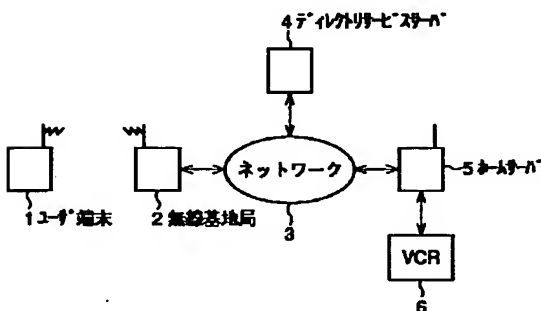 4 ディレクトリサービスサーバ
ネットワーク
5 ホームサーバ
1 ユーザ端末
2 無線基地局
3
VCR
6